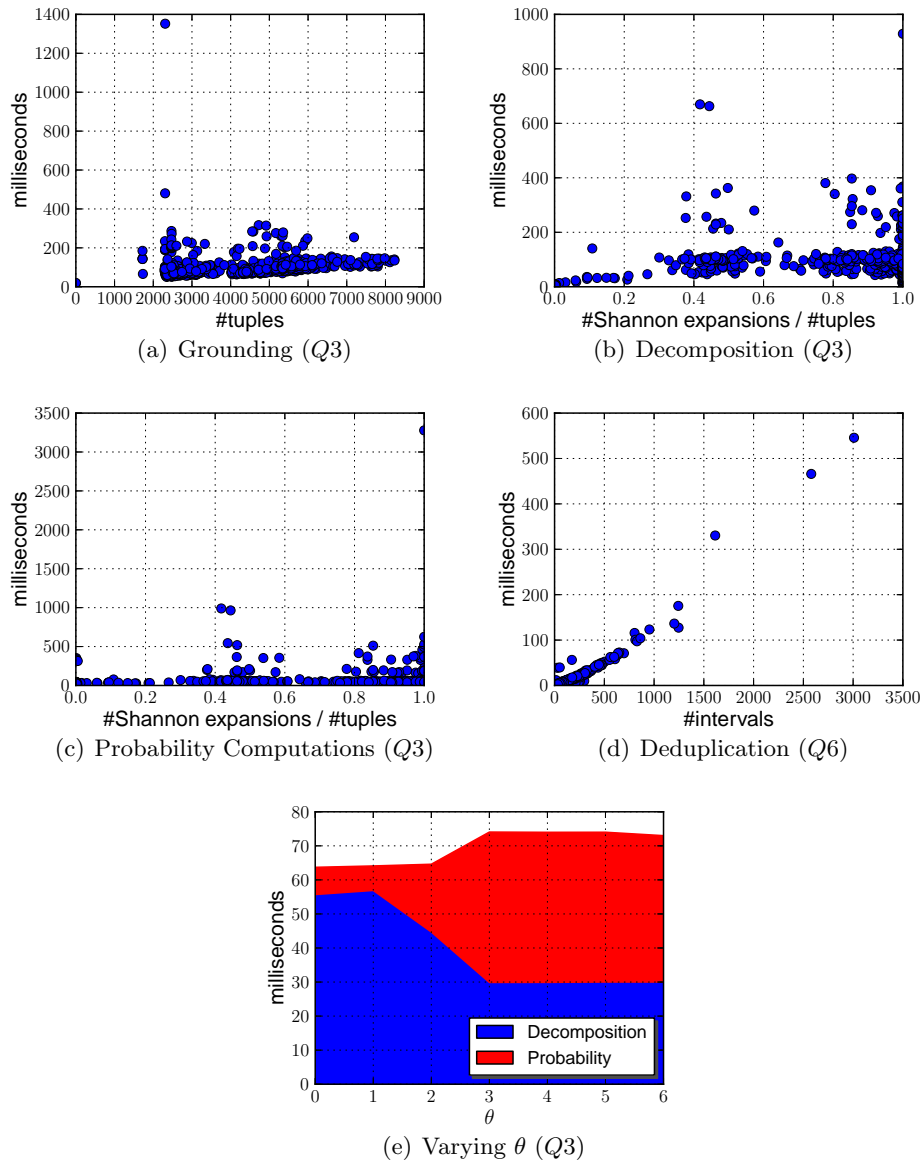 1400
1200
1000
800
600
400
200
0
milliseconds
0 1000 2000 3000 4000 5000 6000 7000 8000 9000
#tuples
(a) Grounding (Q3)
1000
800
600
400
200
0
milliseconds
0.0 0.2 0.4 0.6 0.8 1.0
#Shannon expansions / #tuples
(b) Decomposition (Q3)
3500
3000
2500
2000
1500
1000
500
0
milliseconds
0.0 0.2 0.4 0.6 0.8 1.0
#Shannon expansions / #tuples
(c) Probability Computations (Q3)
600
500
400
300
200
100
0
milliseconds
0 500 1000 1500 2000 2500 3000 3500
#intervals
(d) Deduplication (Q6)
80
70
60
50
40
30
20
10
0
milliseconds
Decomposition
Probability
0 1 2 3 4 5 6
θ
(e) Varying θ (Q3)